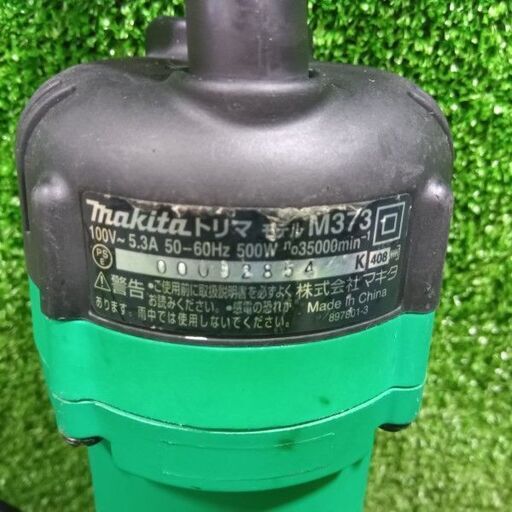 makita トリマ モデル M373
100V~5.3A 50-60Hz 500W n₀35000min⁻¹
PS
E
00092854 K 408
警告 •ご使用前に取扱説明書を必ずよく
お読みください。•感電の恐れが
あります。雨中では使用しないでください。
株式会社マキタ
Made in China
897801-3